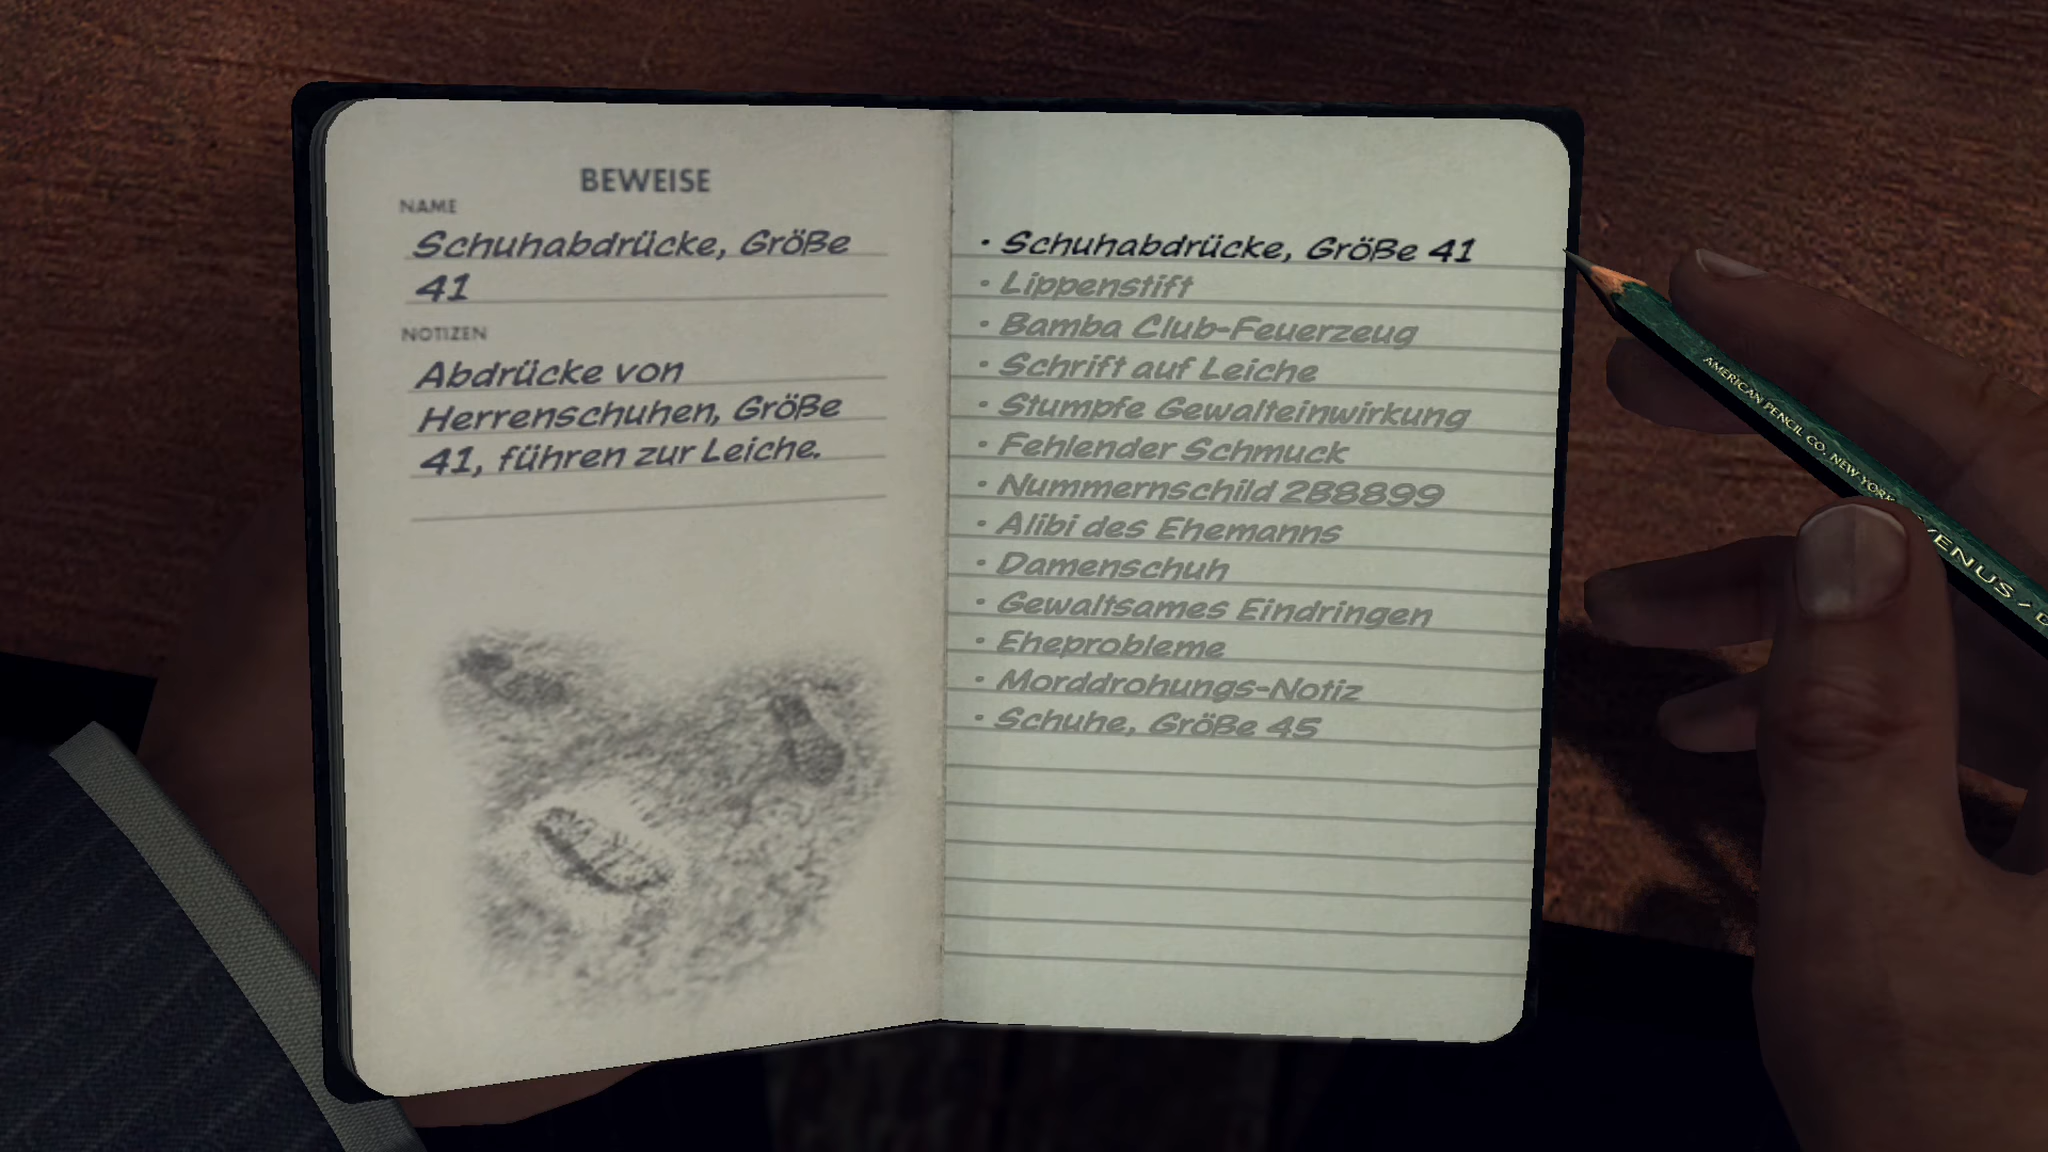 BEWEISE
NAME
Schuhabdrücke, Größe
41
NOTIZEN
Abdrücke von
Herrenschuhen, Größe
41, führen zur Leiche.
· Schuhabdrücke, Größe 41
· Lippenstift
· Bamba Club-Feuerzeug
· Schrift auf Leiche
· Stumpfe Gewalteinwirkung
· Fehlender Schmuck
· Nummernschild 2B8899
· Alibi des Ehemanns
· Damenschuh
· Gewaltsames Eindringen
· Eheprobleme
· Morddrohungs-Notiz
· Schuhe, Größe 45
AMERICAN PENCIL CO. NEW YORK